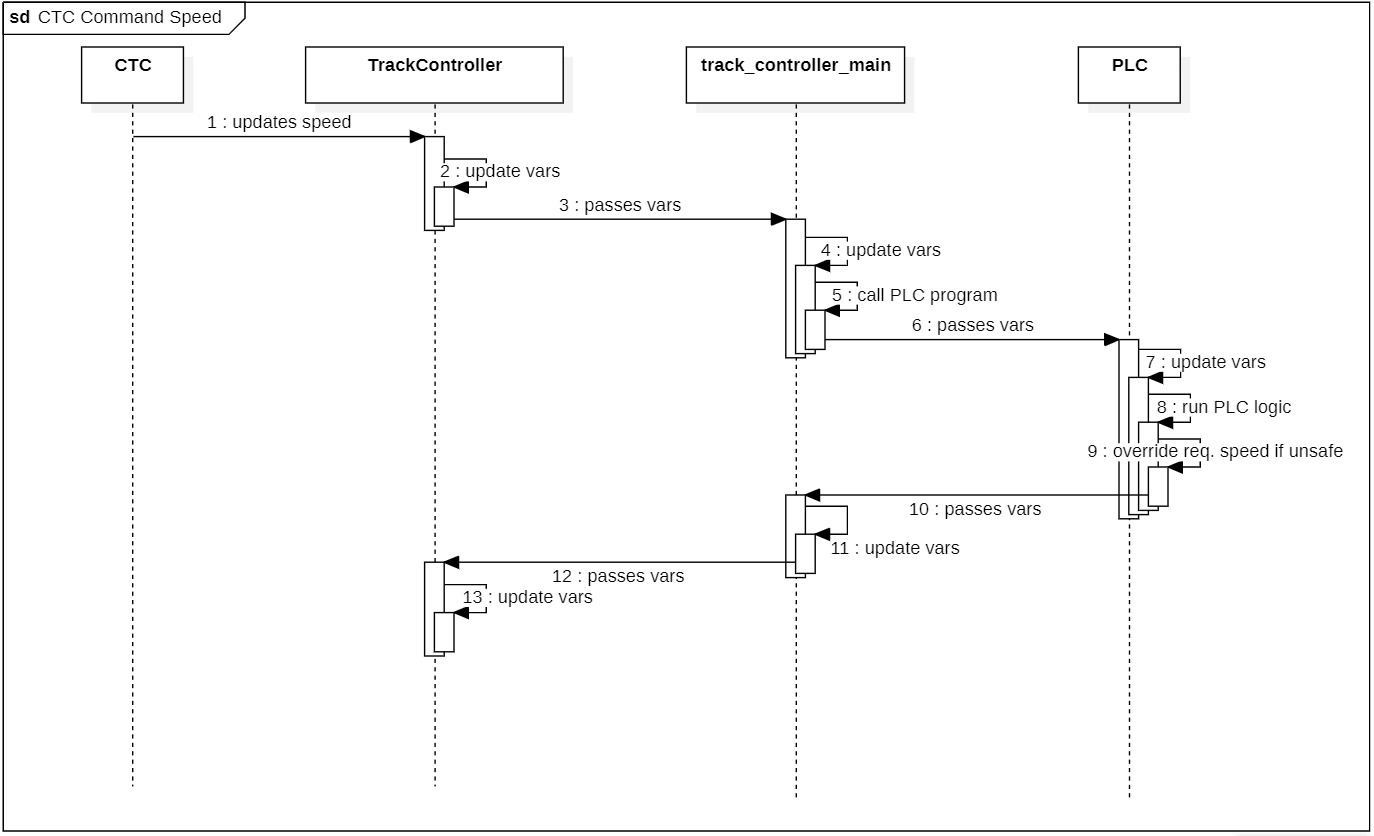 sd CTC Command Speed
CTC
TrackController
track_controller_main
PLC
1 : updates speed
2 : update vars
3 : passes vars
4 : update vars
5 : call PLC program
6 : passes vars
7 : update vars
8 : run PLC logic
9 : override req. speed if unsafe
10 : passes vars
11 : update vars
12 : passes vars
13 : update vars